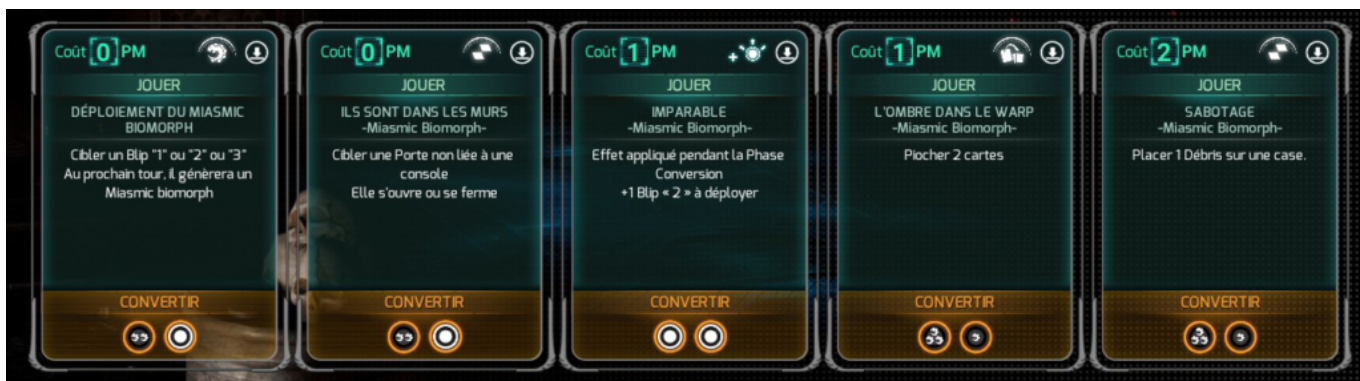 Coût 0 PM
JOUER
DÉPLOIEMENT DU MIASMIC
BIOMORPH
Cibler un Blip "1" ou "2" ou "3"
Au prochain tour, il génèrera un
Miasmic biomorph
CONVERTIR
Coût 0 PM
JOUER
ILS SONT DANS LES MURS
-Miasmic Biomorph-
Cibler une Porte non liée à une
console
Elle s'ouvre ou se ferme
CONVERTIR
Coût 1 PM
JOUER
IMPARABLE
-Miasmic Biomorph-
Effet appliqué pendant la Phase
Conversion
+1 Blip « 2 » à déployer
CONVERTIR
Coût 1 PM
JOUER
L'OMBRE DANS LE WARP
-Miasmic Biomorph-
Piocher 2 cartes
CONVERTIR
Coût 2 PM
JOUER
SABOTAGE
-Miasmic Biomorph-
Placer 1 Débris sur une case.
CONVERTIR